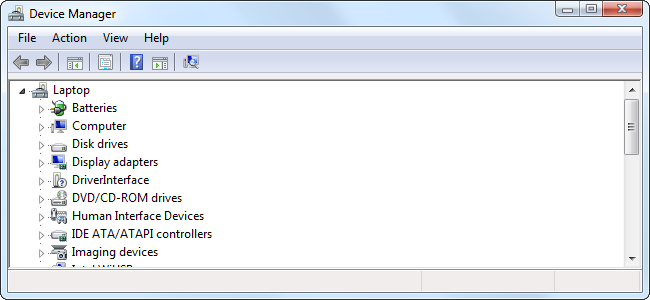 Device Manager
File Action View Help
Laptop
Batteries
Computer
Disk drives
Display adapters
DriverInterface
DVD/CD-ROM drives
Human Interface Devices
IDE ATA/ATAPI controllers
Imaging devices